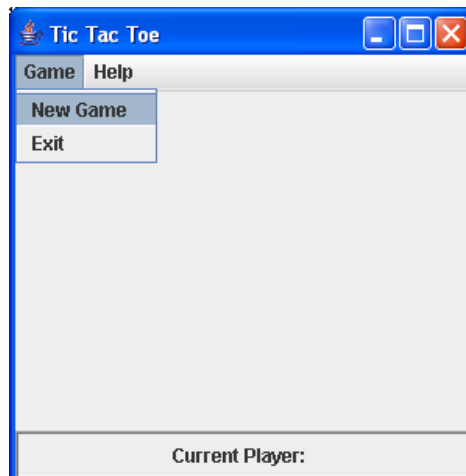 Tic Tac Toe
Game Help
New Game
Exit
Current Player: